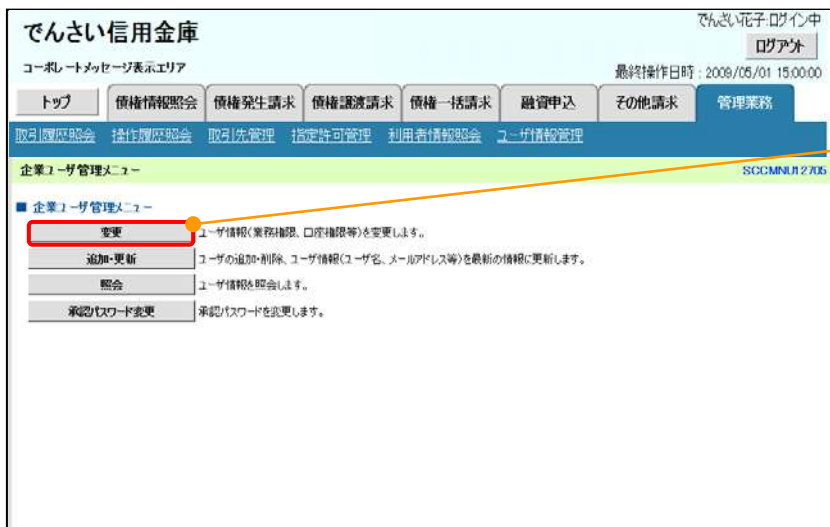 でんさい信用金庫
でんさい花子:ログイン中
ログアウト
コーポレートメッセージ表示エリア
最終操作日時 : 2009/05/01 15:00:00
トップ 債権情報照会 債権発生請求 債権譲渡請求 債権一括請求 融資申込 その他請求 管理業務
取引履歴照会 操作履歴照会 取引先管理 指定許可管理 利用者情報照会 ユーザ情報管理
企業ユーザ管理メニュー SCCMNU12705
■ 企業ユーザ管理メニュー
変更 ユーザ情報(業務権限、口座権限等)を変更します。
追加・更新 ユーザの追加・削除、ユーザ情報(ユーザ名、メールアドレス等)を最新の情報に更新します。
照会 ユーザ情報を照会します。
承認パスワード変更 承認パスワードを変更します。